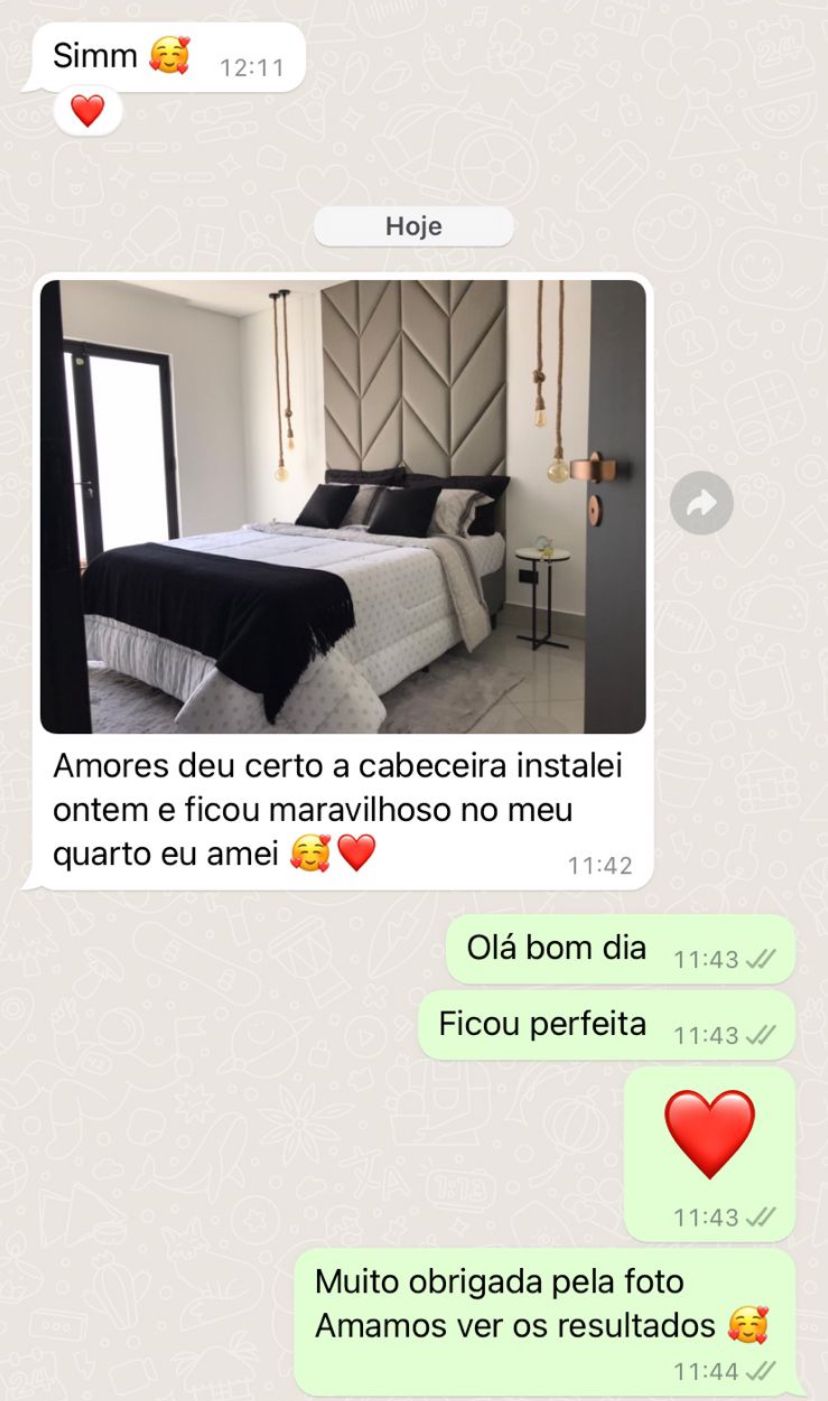 Simm 🥰 12:11
❤️
Hoje
Amores deu certo a cabeceira instalei
ontem e ficou maravilhoso no meu
quarto eu amei 🥰❤️ 11:42
Olá bom dia 11:43
Ficou perfeita 11:43
❤️
11:43
Muito obrigada pela foto
Amamos ver os resultados 🥰
11:44